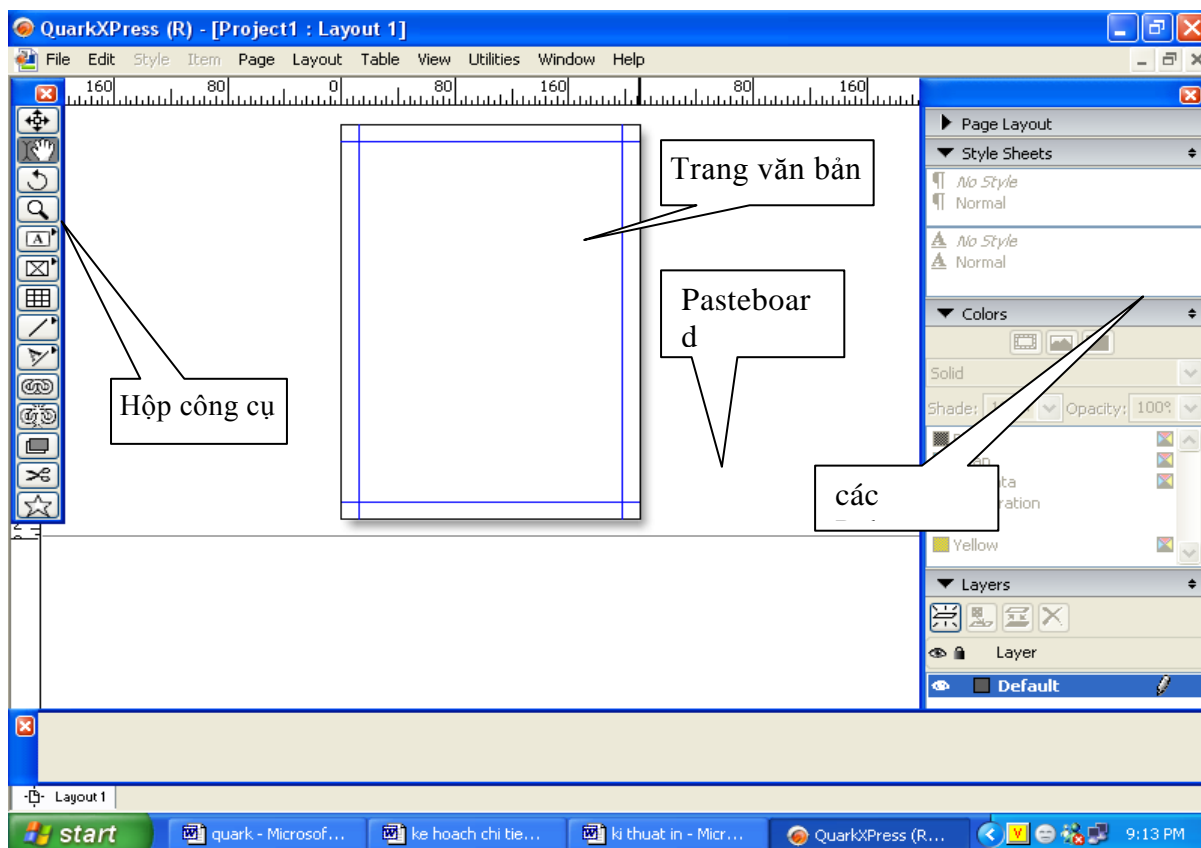 QuarkXPress (R) - [Project1 : Layout 1]
File Edit Style Item Page Layout Table View Utilities Window Help
160 80 0 80 160 80 160
Page Layout
Style Sheets
No Style
Normal
No Style
Normal
Colors
Solid
Shade: Opacity: 100%
Yellow
Layers
Layer
Default
Trang văn bản
Pasteboar
d
Hộp công cụ
các
Layout 1
start quark - Microsof... ke hoach chi tie... ki thuat in - Micr... QuarkXPress (R... V 9:13 PM